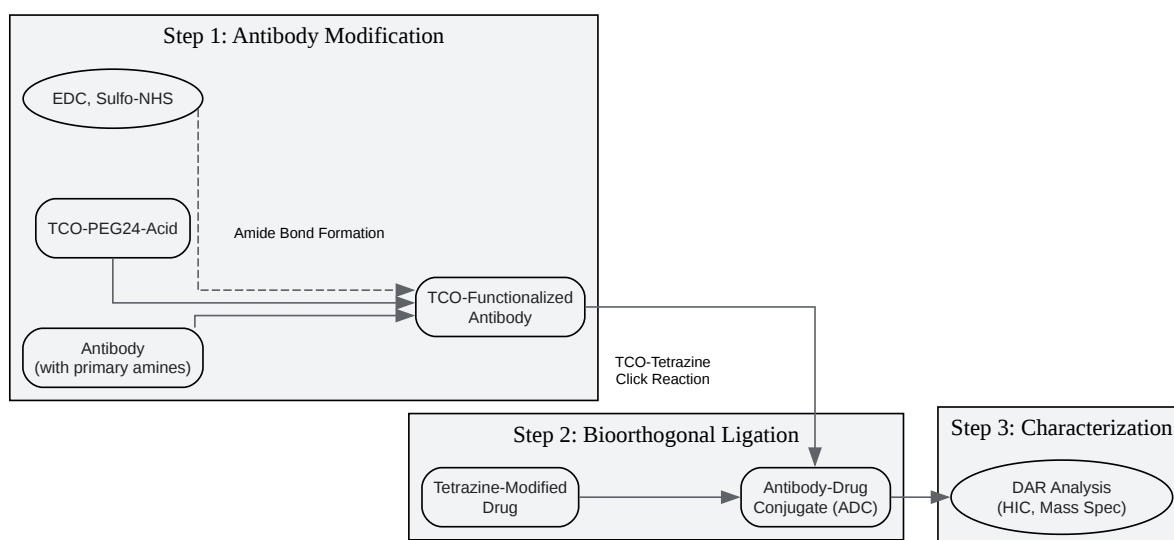 Step 1: Antibody Modification
EDC, Sulfo-NHS
TCO-PEG24-Acid
Amide Bond Formation
TCO-Functionalized
Antibody
Antibody
(with primary amines)
TCO-Tetrazine
Click Reaction
Step 2: Bioorthogonal Ligation
Tetrazine-Modified
Drug
Antibody-Drug
Conjugate (ADC)
Step 3: Characterization
DAR Analysis
(HIC, Mass Spec)